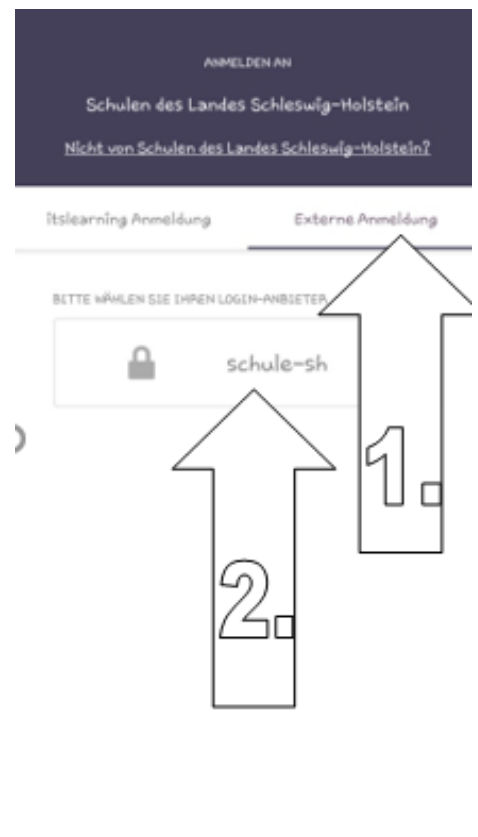 ANMELDEN AN
Schulen des Landes Schleswig-Holstein
Nicht von Schulen des Landes Schleswig-Holstein?
itslearning Anmeldung
Externe Anmeldung
BITTE WÄHLEN SIE IHREN LOGIN-ANBIETER
schule-sh
1.
2.